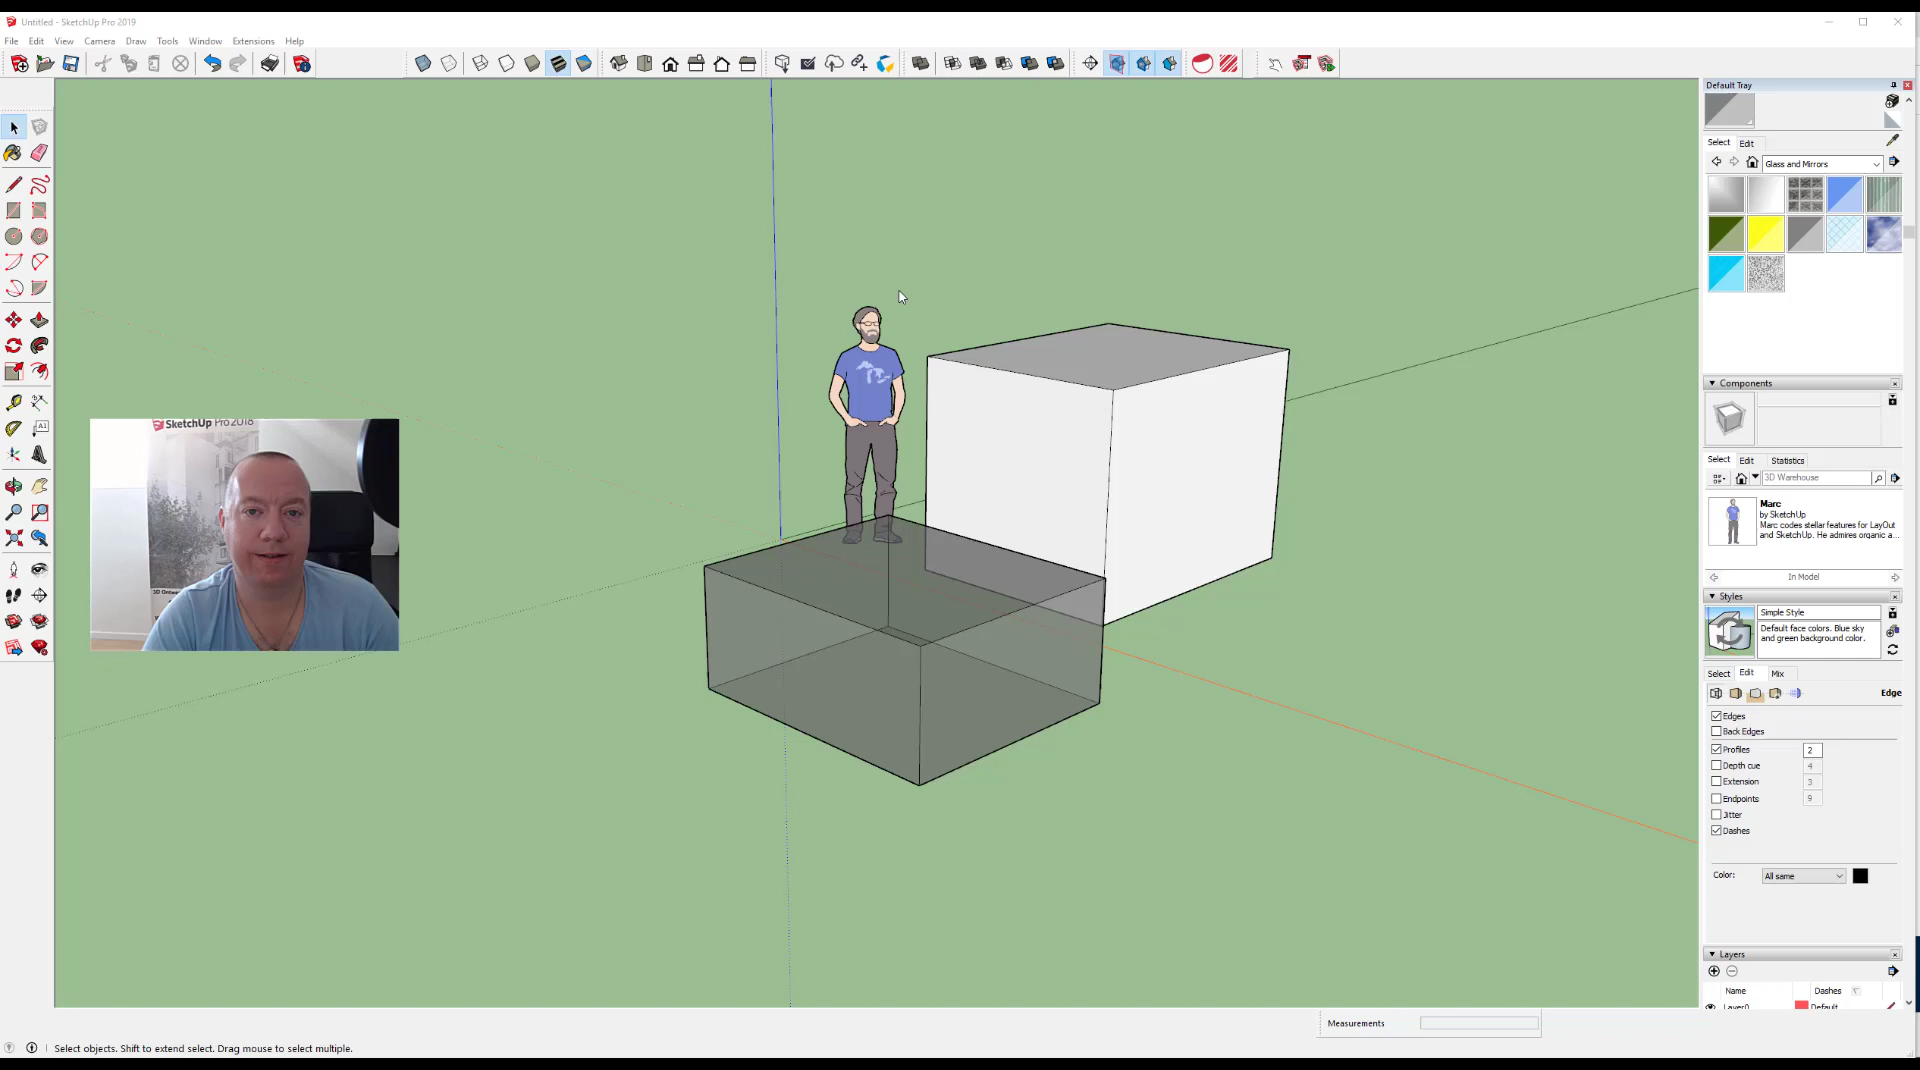 Untitled - SketchUp Pro 2019
File Edit View Camera Draw Tools Window Extensions Help
Default Tray
Select Edit
Glass and Mirrors
Components
Select Edit Statistics
3D Warehouse
Marc
by SketchUp
Marc codes stellar features for LayOut
and SketchUp. He admires organic a...
In Model
Styles
Simple Style
Default face colors. Blue sky
and green background color.
Select Edit Mix
Edge
Edges
Back Edges
Profiles 2
Depth cue 4
Extension 3
Endpoints 9
Jitter
Dashes
Color: All same
Layers
Name Dashes
Layer0 Default
SketchUp Pro 2018
A1
Measurements
Select objects. Shift to extend select. Drag mouse to select multiple.